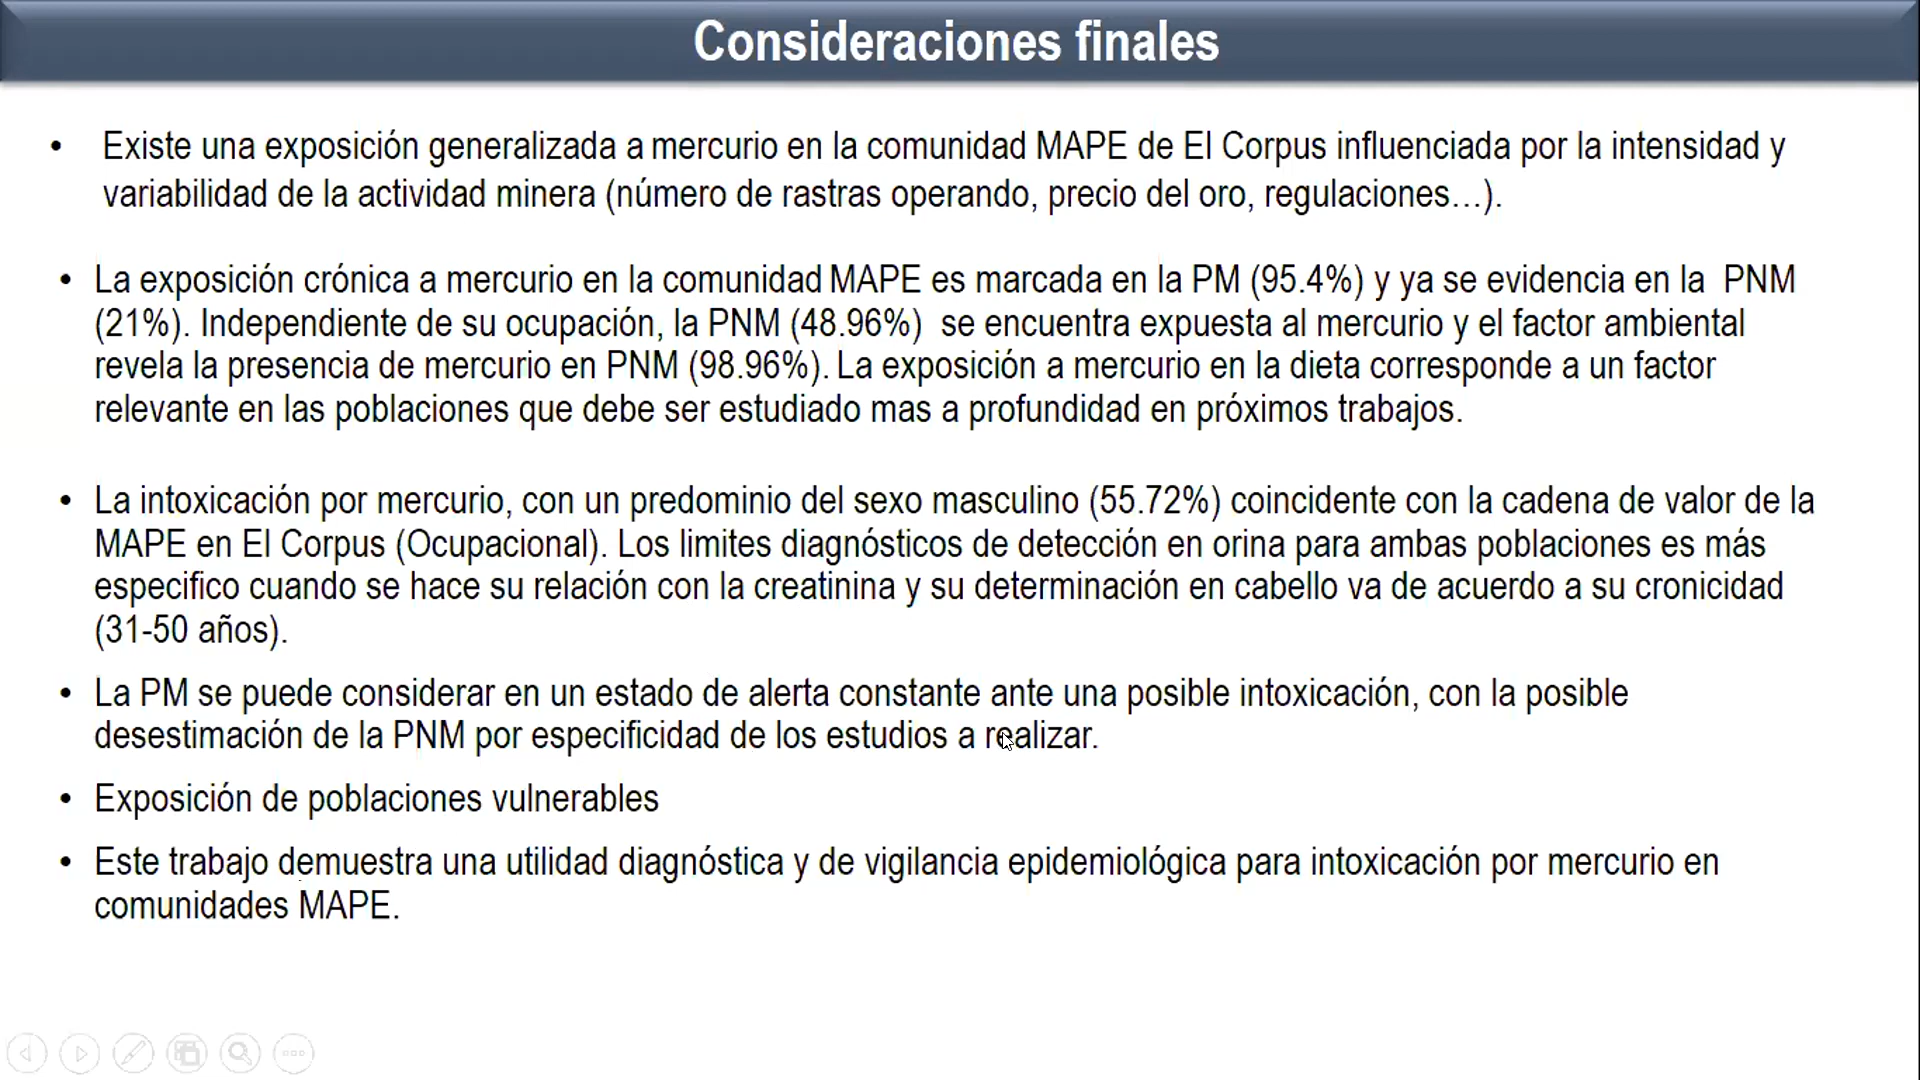 Consideraciones finales
• Existe una exposición generalizada a mercurio en la comunidad MAPE de El Corpus influenciada por la intensidad y
variabilidad de la actividad minera (número de rastras operando, precio del oro, regulaciones…).
• La exposición crónica a mercurio en la comunidad MAPE es marcada en la PM (95.4%) y ya se evidencia en la PNM
(21%). Independiente de su ocupación, la PNM (48.96%) se encuentra expuesta al mercurio y el factor ambiental
revela la presencia de mercurio en PNM (98.96%). La exposición a mercurio en la dieta corresponde a un factor
relevante en las poblaciones que debe ser estudiado mas a profundidad en próximos trabajos.
• La intoxicación por mercurio, con un predominio del sexo masculino (55.72%) coincidente con la cadena de valor de la
MAPE en El Corpus (Ocupacional). Los limites diagnósticos de detección en orina para ambas poblaciones es más
especifico cuando se hace su relación con la creatinina y su determinación en cabello va de acuerdo a su cronicidad
(31-50 años).
• La PM se puede considerar en un estado de alerta constante ante una posible intoxicación, con la posible
desestimación de la PNM por especificidad de los estudios a realizar.
• Exposición de poblaciones vulnerables
• Este trabajo demuestra una utilidad diagnóstica y de vigilancia epidemiológica para intoxicación por mercurio en
comunidades MAPE.